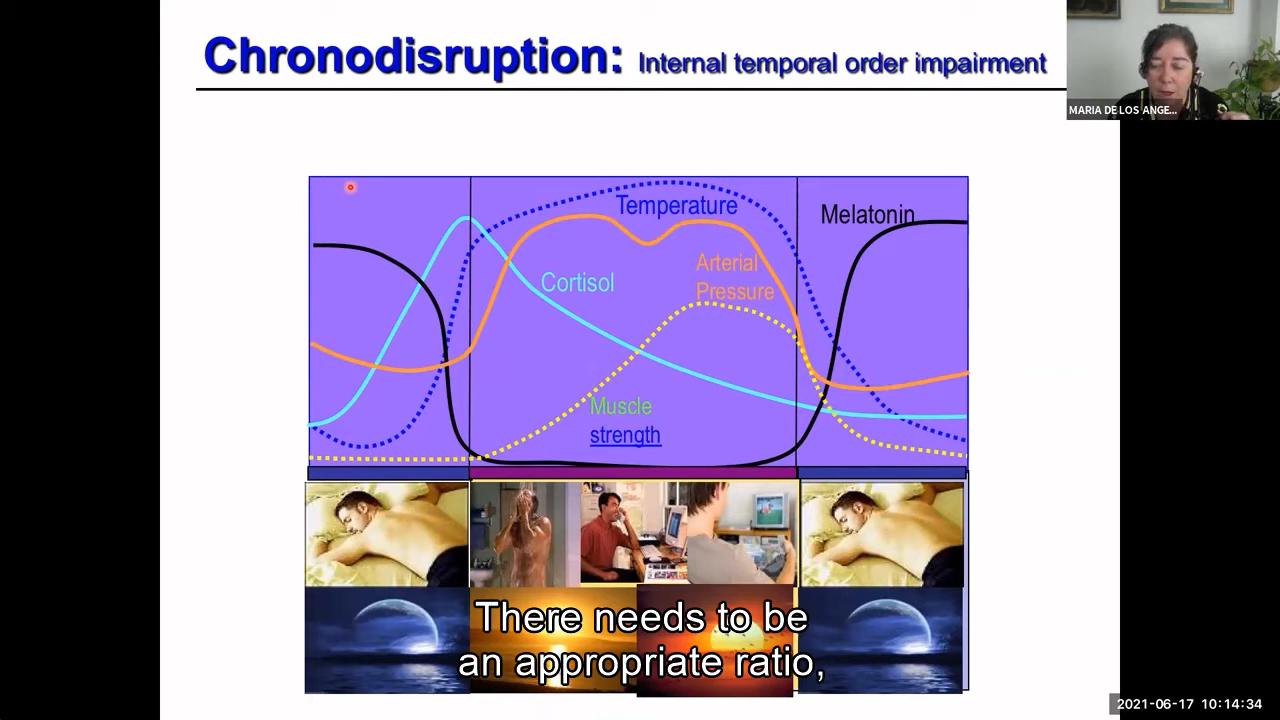 Chronodisruption: Internal temporal order impairment
MARIA DE LOS ANGE...
Temperature
Melatonin
Arterial
Pressure
Cortisol
Muscle
strength
There needs to be
an appropriate ratio,
2021-06-17 10:14:34